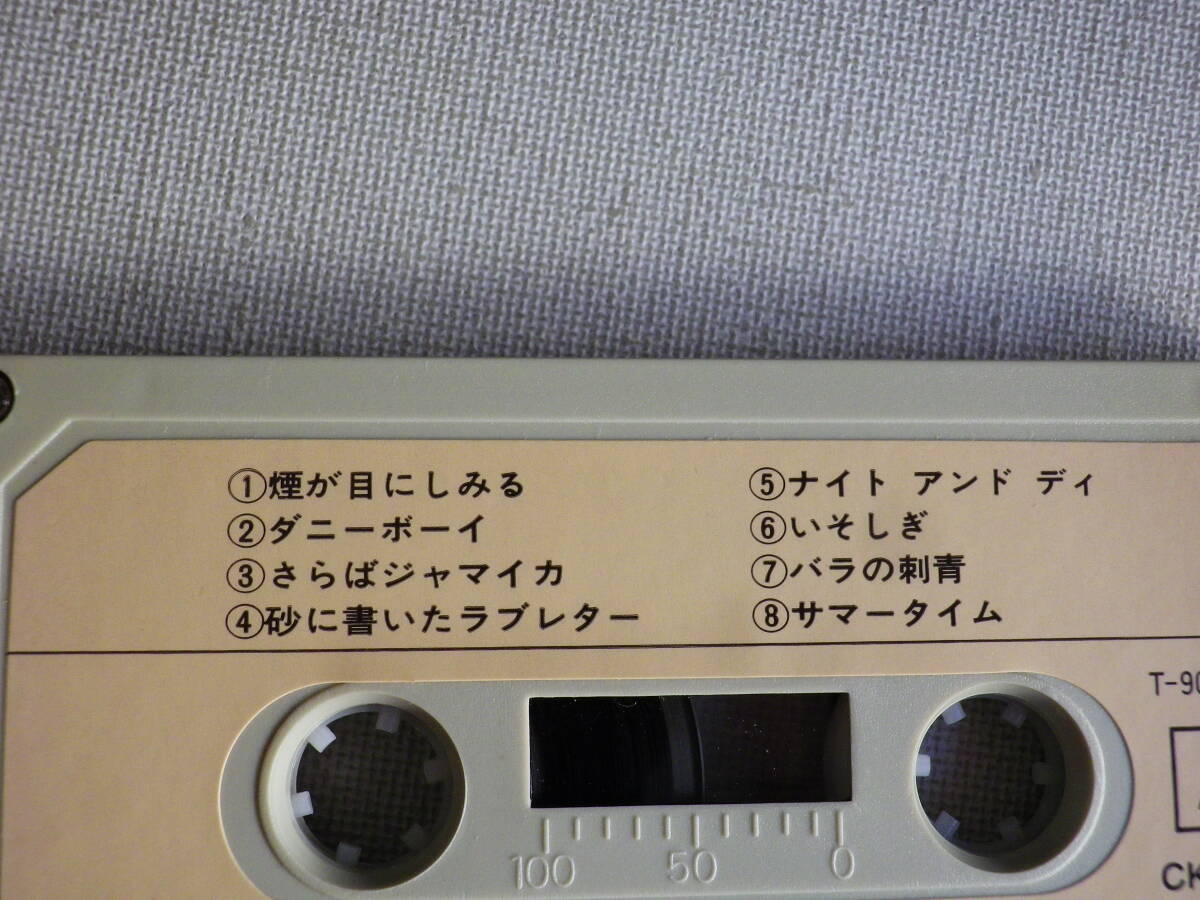 ①煙が目にしみる
②ダニーボーイ
③さらばジャマイカ
④砂に書いたラブレター
⑤ナイト アンド ディ
⑥いそしぎ
⑦バラの刺青
⑧サマータイム
T-90
100 50 0
CK